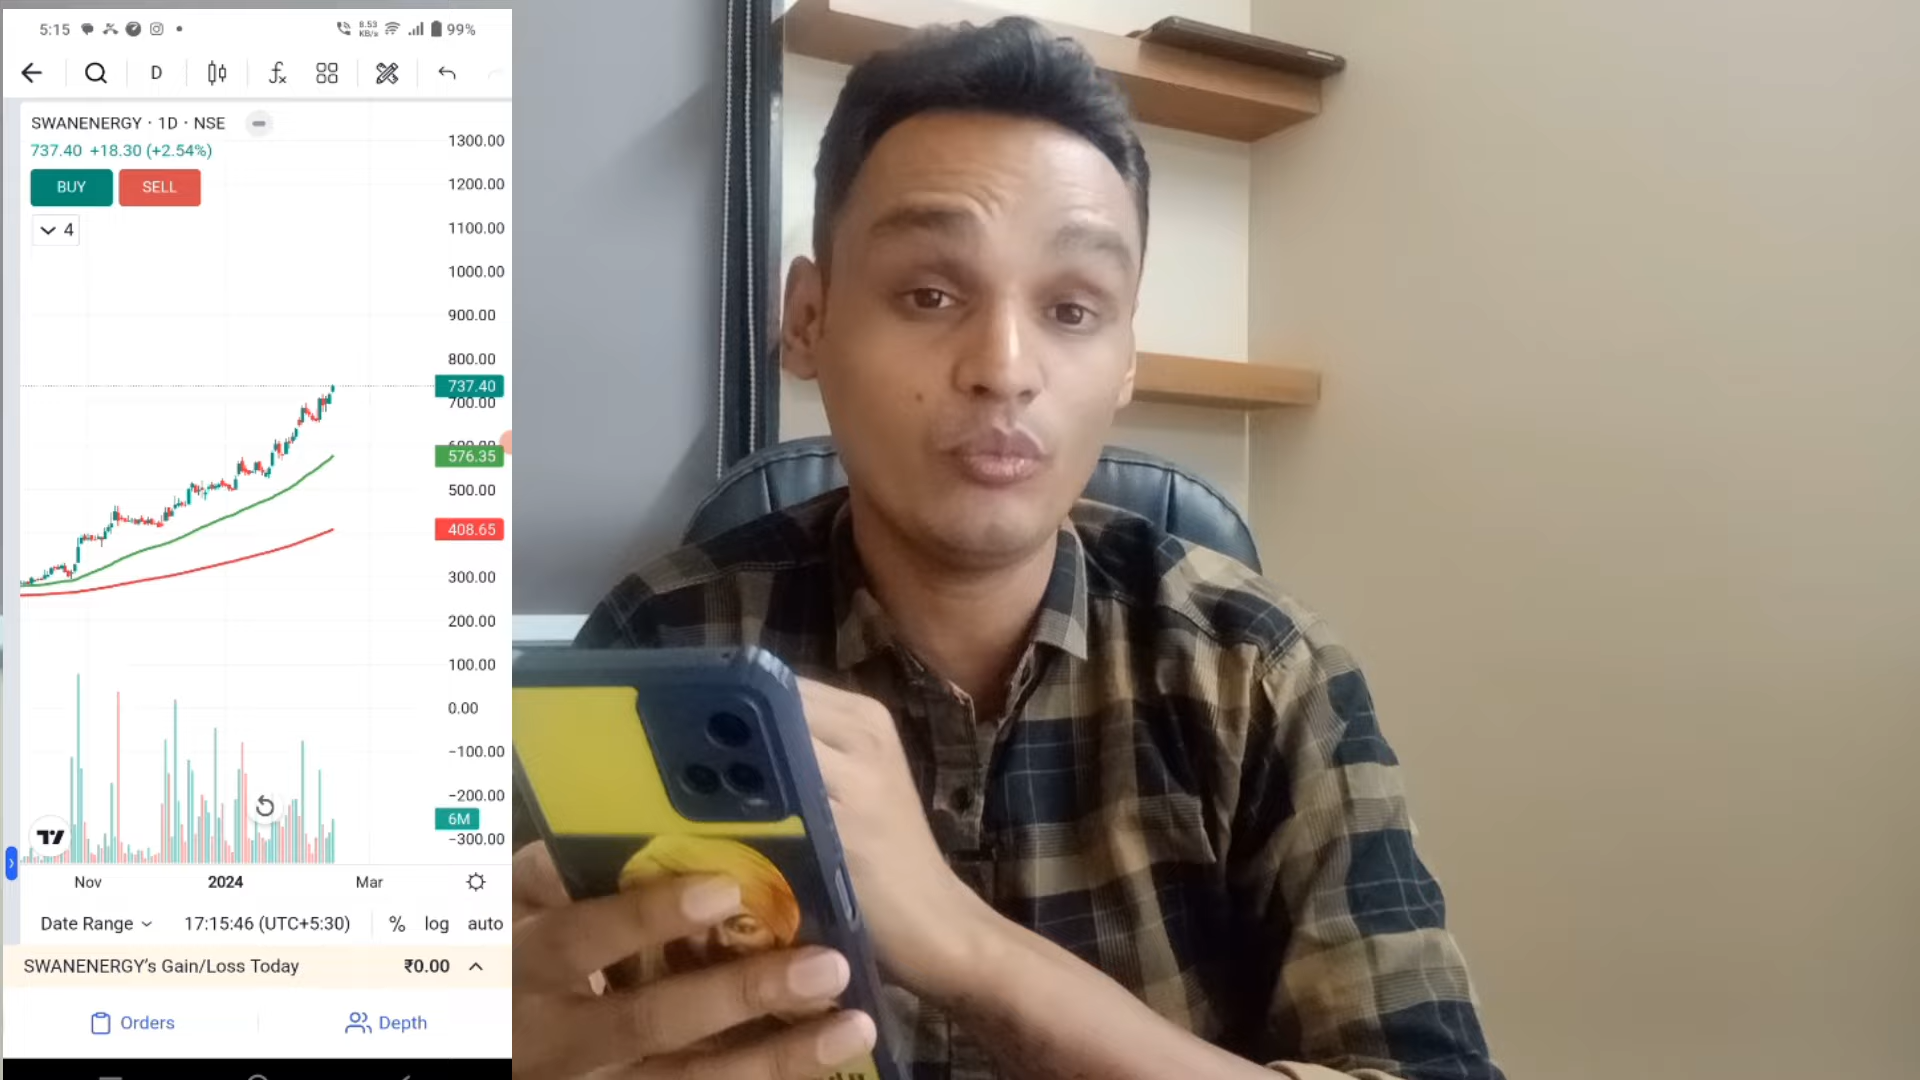 5:15
8.53
KB/s
99%
D
SWANENERGY · 1D · NSE
737.40 +18.30 (+2.54%)
BUY SELL
4
1300.00
1200.00
1100.00
1000.00
900.00
800.00
737.40
700.00
576.35
500.00
408.65
300.00
200.00
100.00
0.00
−100.00
−200.00
6M
−300.00
Nov 2024 Mar
Date Range 17:15:46 (UTC+5:30) % log auto
SWANENERGY's Gain/Loss Today ₹0.00
Orders Depth